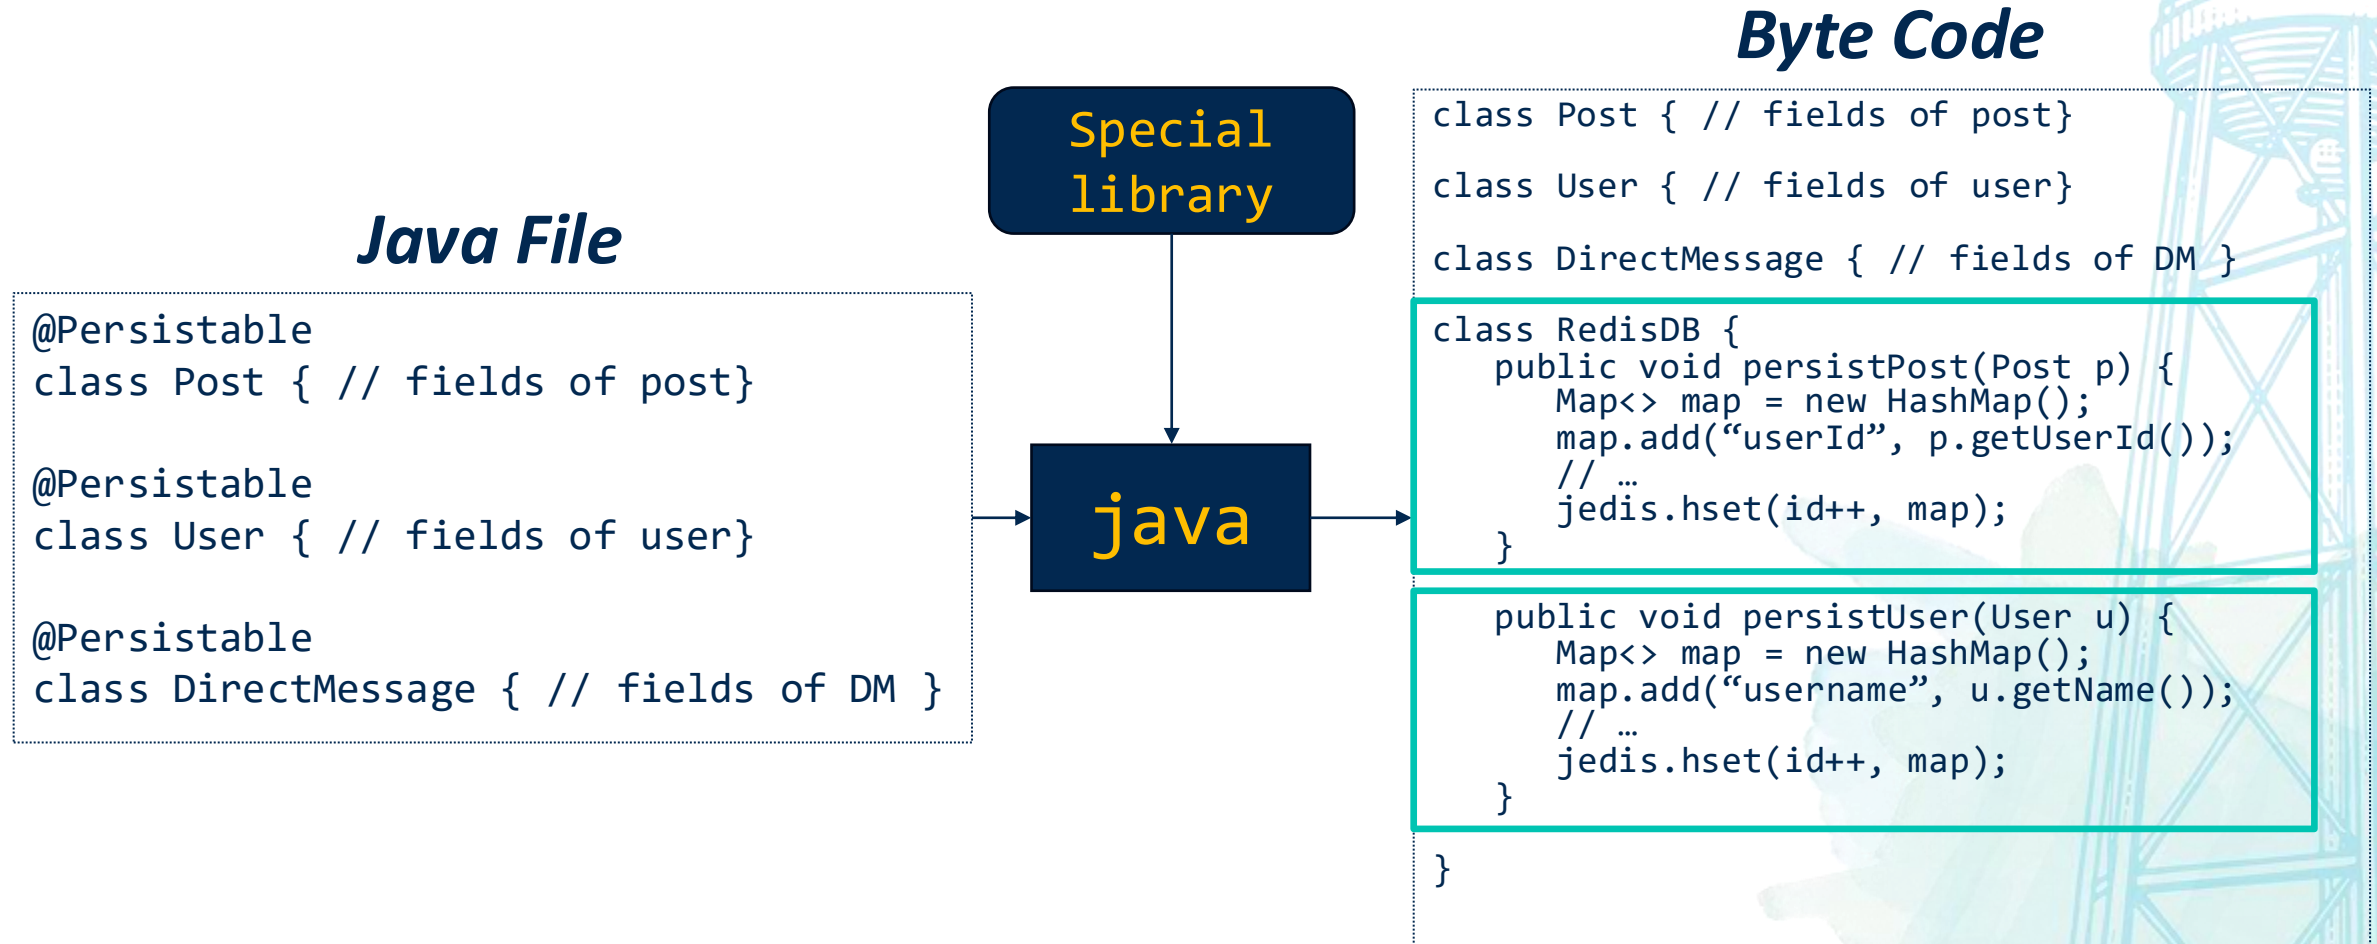 Java File
@Persistable
class Post { // fields of post}
@Persistable
class User { // fields of user}
@Persistable
class DirectMessage { // fields of DM }
Special
library
java
Byte Code
class Post { // fields of post}
class User { // fields of user}
class DirectMessage { // fields of DM }
class RedisDB {
public void persistPost(Post p) {
Map<> map = new HashMap();
map.add(“userId”, p.getUserId());
// …
jedis.hset(id++, map);
}
public void persistUser(User u) {
Map<> map = new HashMap();
map.add(“username”, u.getName());
// …
jedis.hset(id++, map);
}
}